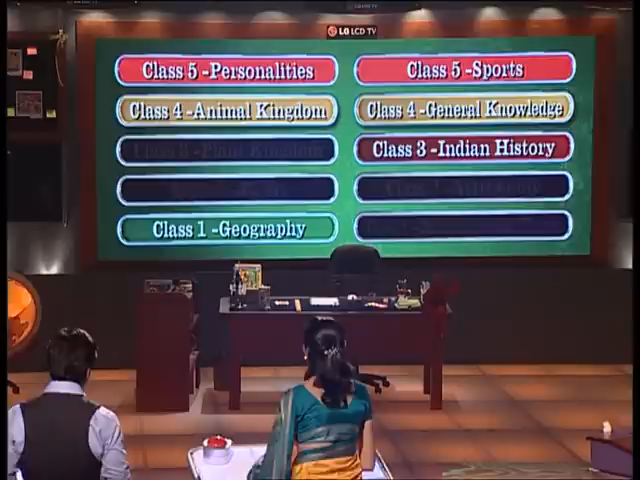 LG LCD TV
Class 5 -Personalities
Class 5 -Sports
Class 4 -Animal Kingdom
Class 4 -General Knowledge
Class 3 -Indian History
Class 1 -Geography